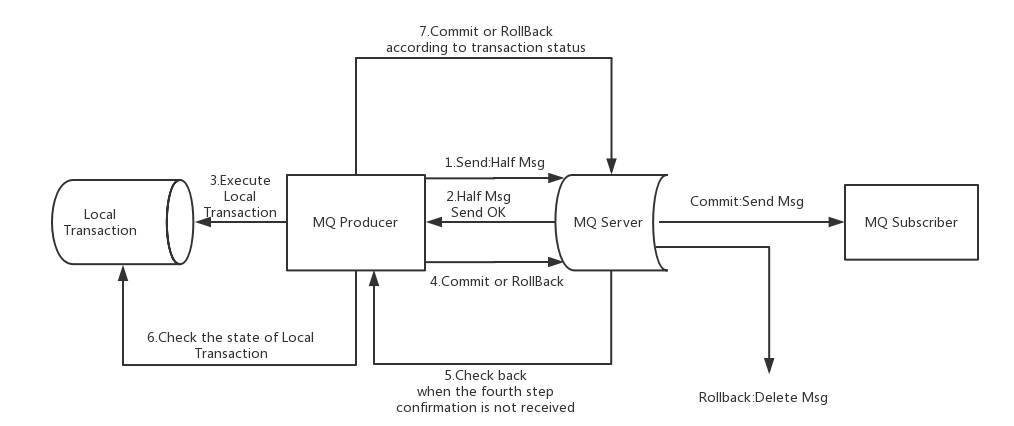 7.Commit or RollBack
according to transaction status
1.Send:Half Msg
3.Execute
Local
Transaction
2.Half Msg
Send OK
Local
Transaction
MQ Producer
MQ Server
Commit:Send Msg
MQ Subscriber
4.Commit or RollBack
6.Check the state of Local
Transaction
5.Check back
when the fourth step
confirmation is not received
Rollback:Delete Msg